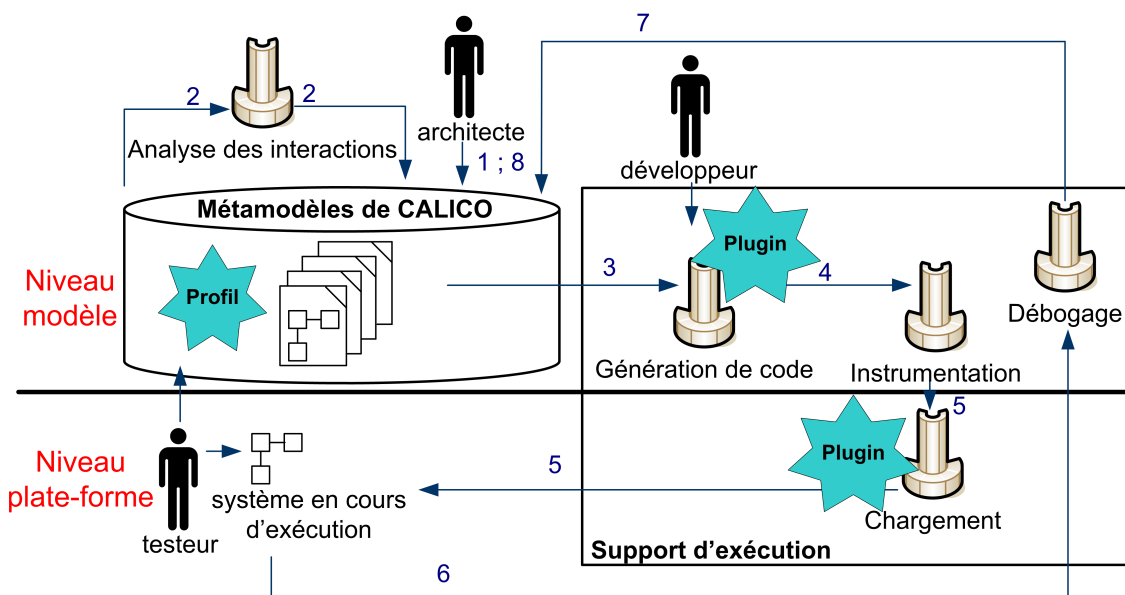 7
2
2
architecte
Analyse des interactions
1 ; 8
développeur
Métamodèles de CALICO
Plugin
Niveau
modèle
Profil
3
4
Débogage
Génération de code
Instrumentation
5
Niveau
plate-forme
Plugin
5
système en cours
d'exécution
testeur
Chargement
Support d'exécution
6